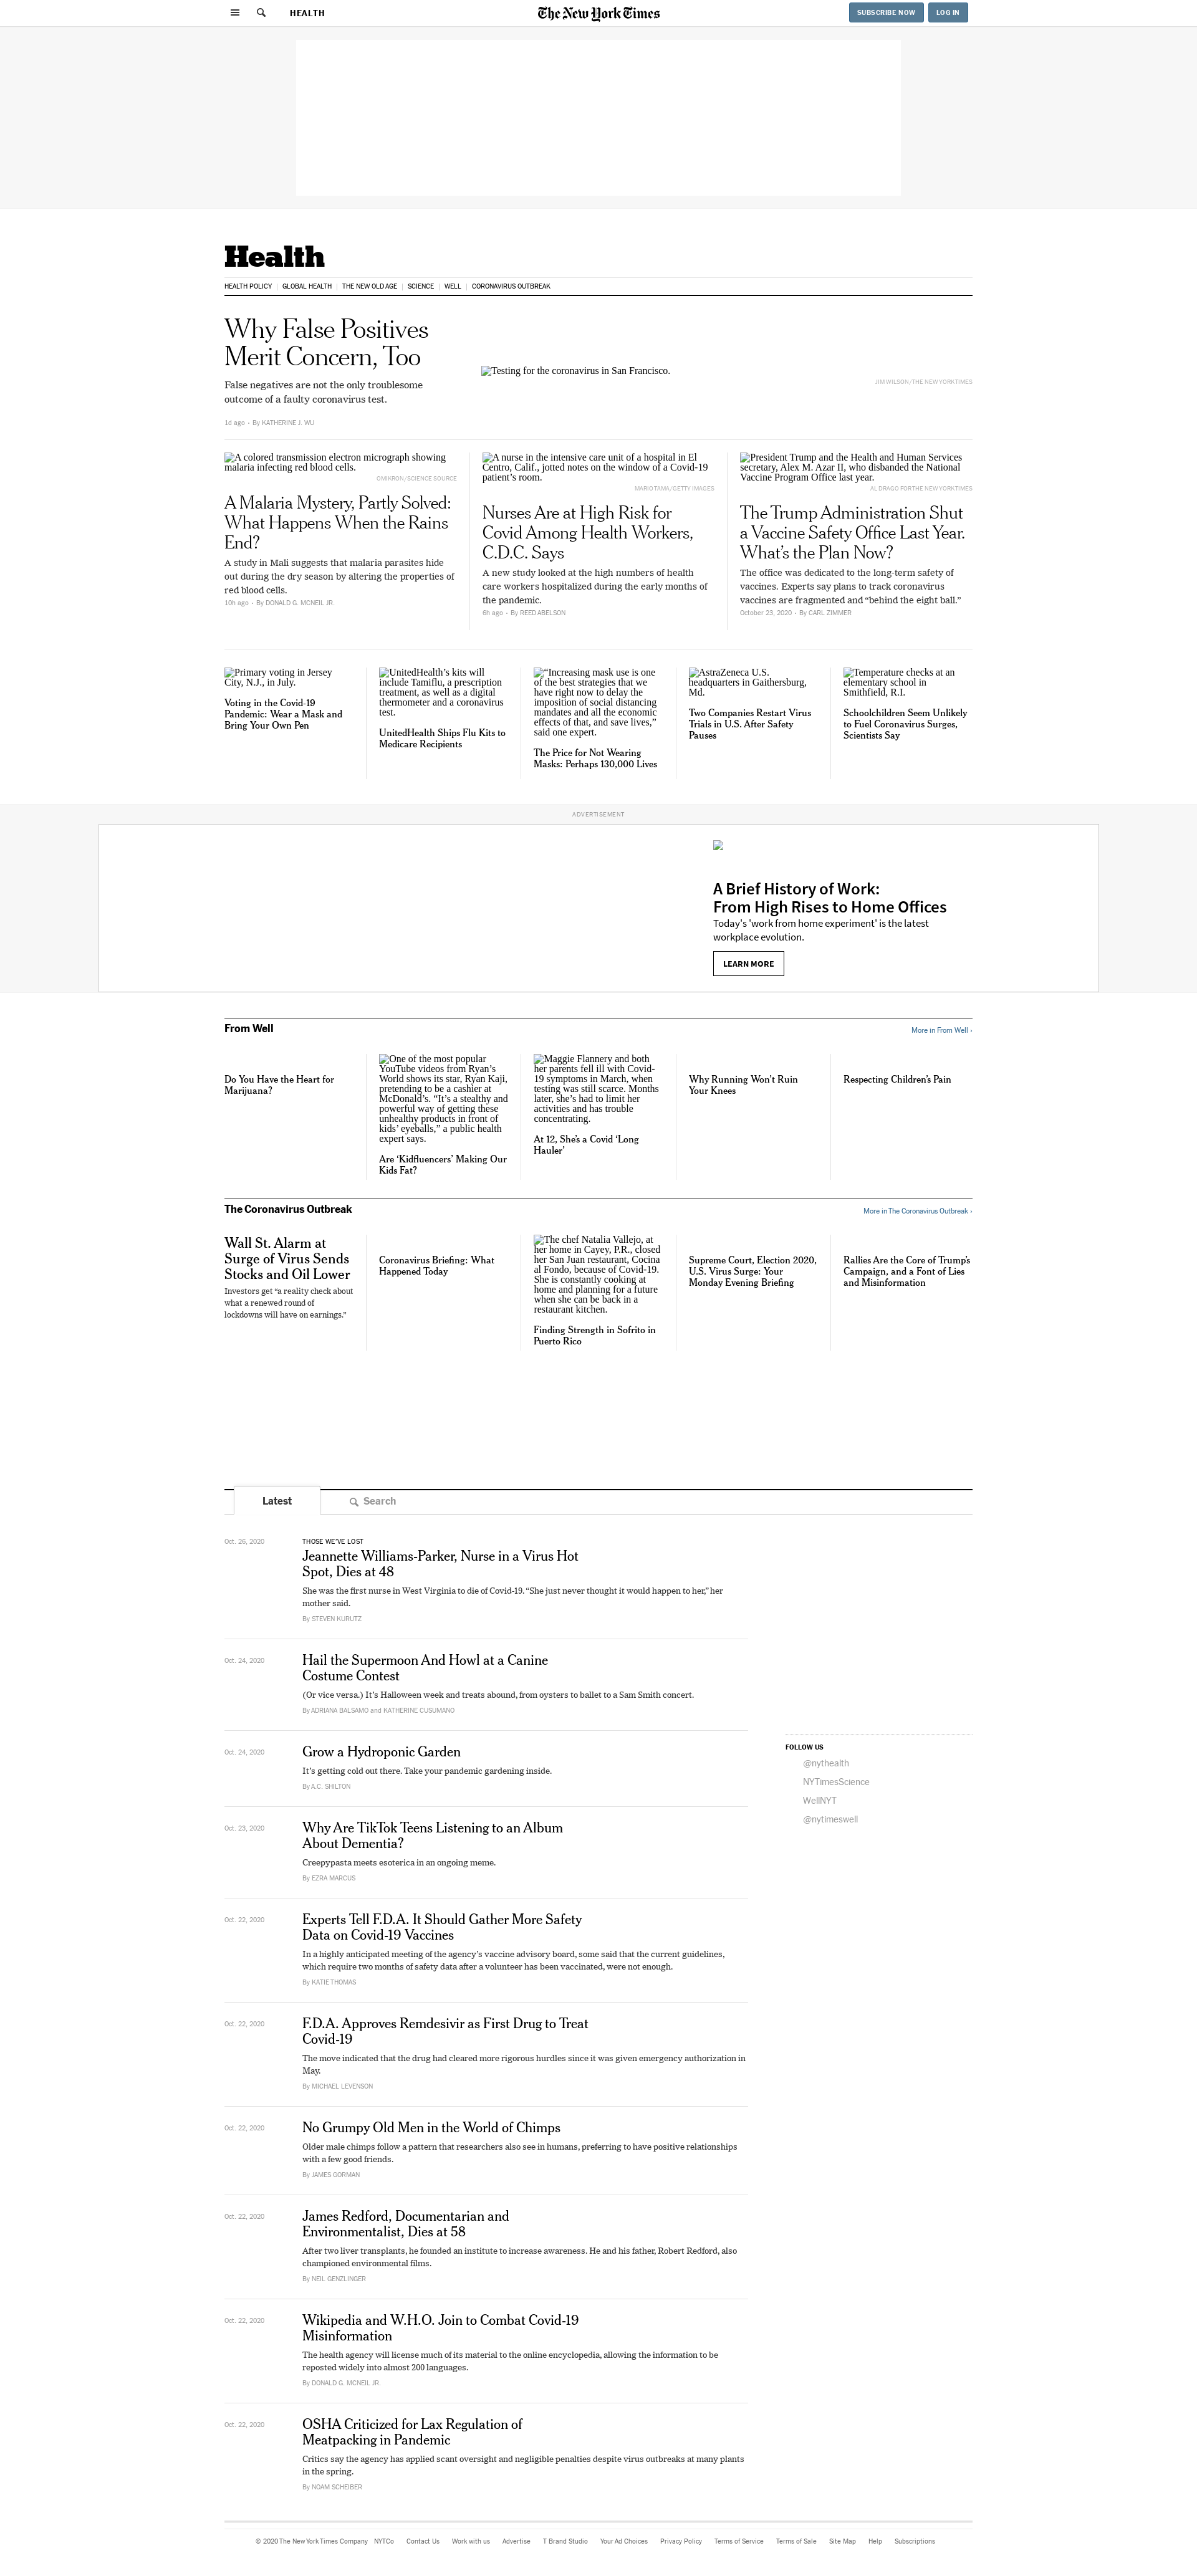 HEALTH
The New York Times
SUBSCRIBE NOW
LOG IN
Health
HEALTH POLICY | GLOBAL HEALTH | THE NEW OLD AGE | SCIENCE | WELL | CORONAVIRUS OUTBREAK
Why False Positives
Merit Concern, Too
False negatives are not the only troublesome
outcome of a faulty coronavirus test.
1d ago • By KATHERINE J. WU
Testing for the coronavirus in San Francisco.
JIM WILSON/THE NEW YORK TIMES
A colored transmission electron micrograph showing
malaria infecting red blood cells.
OMIKRON/SCIENCE SOURCE
A Malaria Mystery, Partly Solved:
What Happens When the Rains
End?
A study in Mali suggests that malaria parasites hide
out during the dry season by altering the properties of
red blood cells.
10h ago • By DONALD G. MCNEIL JR.
A nurse in the intensive care unit of a hospital in El
Centro, Calif., jotted notes on the window of a Covid-19
patient’s room.
MARIO TAMA/GETTY IMAGES
Nurses Are at High Risk for
Covid Among Health Workers,
C.D.C. Says
A new study looked at the high numbers of health
care workers hospitalized during the early months of
the pandemic.
6h ago • By REED ABELSON
President Trump and the Health and Human Services
secretary, Alex M. Azar II, who disbanded the National
Vaccine Program Office last year.
AL DRAGO FOR THE NEW YORK TIMES
The Trump Administration Shut
a Vaccine Safety Office Last Year.
What’s the Plan Now?
The office was dedicated to the long-term safety of
vaccines. Experts say plans to track coronavirus
vaccines are fragmented and “behind the eight ball.”
October 23, 2020 • By CARL ZIMMER
Primary voting in Jersey
City, N.J., in July.
Voting in the Covid-19
Pandemic: Wear a Mask and
Bring Your Own Pen
UnitedHealth’s kits will
include Tamiflu, a prescription
treatment, as well as a digital
thermometer and a coronavirus
test.
UnitedHealth Ships Flu Kits to
Medicare Recipients
“Increasing mask use is one
of the best strategies that we
have right now to delay the
imposition of social distancing
mandates and all the economic
effects of that, and save lives,”
said one expert.
The Price for Not Wearing
Masks: Perhaps 130,000 Lives
AstraZeneca U.S.
headquarters in Gaithersburg,
Md.
Two Companies Restart Virus
Trials in U.S. After Safety
Pauses
Temperature checks at an
elementary school in
Smithfield, R.I.
Schoolchildren Seem Unlikely
to Fuel Coronavirus Surges,
Scientists Say
ADVERTISEMENT
A Brief History of Work:
From High Rises to Home Offices
Today's 'work from home experiment' is the latest
workplace evolution.
LEARN MORE
From Well
More in From Well ›
Do You Have the Heart for
Marijuana?
One of the most popular
YouTube videos from Ryan’s
World shows its star, Ryan Kaji,
pretending to be a cashier at
McDonald’s. “It’s a stealthy and
powerful way of getting these
unhealthy products in front of
kids’ eyeballs,” a public health
expert says.
Are ‘Kidfluencers’ Making Our
Kids Fat?
Maggie Flannery and both
her parents fell ill with Covid-
19 symptoms in March, when
testing was still scarce. Months
later, she’s had to limit her
activities and has trouble
concentrating.
At 12, She’s a Covid ‘Long
Hauler’
Why Running Won’t Ruin
Your Knees
Respecting Children’s Pain
The Coronavirus Outbreak
More in The Coronavirus Outbreak ›
Wall St. Alarm at
Surge of Virus Sends
Stocks and Oil Lower
Investors get “a reality check about
what a renewed round of
lockdowns will have on earnings.”
Coronavirus Briefing: What
Happened Today
The chef Natalia Vallejo, at
her home in Cayey, P.R., closed
her San Juan restaurant, Cocina
al Fondo, because of Covid-19.
She is constantly cooking at
home and planning for a future
when she can be back in a
restaurant kitchen.
Finding Strength in Sofrito in
Puerto Rico
Supreme Court, Election 2020,
U.S. Virus Surge: Your
Monday Evening Briefing
Rallies Are the Core of Trump’s
Campaign, and a Font of Lies
and Misinformation
Latest
Search
Oct. 26, 2020
THOSE WE’VE LOST
Jeannette Williams-Parker, Nurse in a Virus Hot
Spot, Dies at 48
She was the first nurse in West Virginia to die of Covid-19. “She just never thought it would happen to her,” her
mother said.
By STEVEN KURUTZ
Oct. 24, 2020
Hail the Supermoon And Howl at a Canine
Costume Contest
(Or vice versa.) It’s Halloween week and treats abound, from oysters to ballet to a Sam Smith concert.
By ADRIANA BALSAMO and KATHERINE CUSUMANO
Oct. 24, 2020
Grow a Hydroponic Garden
It’s getting cold out there. Take your pandemic gardening inside.
By A.C. SHILTON
Oct. 23, 2020
Why Are TikTok Teens Listening to an Album
About Dementia?
Creepypasta meets esoterica in an ongoing meme.
By EZRA MARCUS
Oct. 22, 2020
Experts Tell F.D.A. It Should Gather More Safety
Data on Covid-19 Vaccines
In a highly anticipated meeting of the agency’s vaccine advisory board, some said that the current guidelines,
which require two months of safety data after a volunteer has been vaccinated, were not enough.
By KATIE THOMAS
Oct. 22, 2020
F.D.A. Approves Remdesivir as First Drug to Treat
Covid-19
The move indicated that the drug had cleared more rigorous hurdles since it was given emergency authorization in
May.
By MICHAEL LEVENSON
Oct. 22, 2020
No Grumpy Old Men in the World of Chimps
Older male chimps follow a pattern that researchers also see in humans, preferring to have positive relationships
with a few good friends.
By JAMES GORMAN
Oct. 22, 2020
James Redford, Documentarian and
Environmentalist, Dies at 58
After two liver transplants, he founded an institute to increase awareness. He and his father, Robert Redford, also
championed environmental films.
By NEIL GENZLINGER
Oct. 22, 2020
Wikipedia and W.H.O. Join to Combat Covid-19
Misinformation
The health agency will license much of its material to the online encyclopedia, allowing the information to be
reposted widely into almost 200 languages.
By DONALD G. MCNEIL JR.
Oct. 22, 2020
OSHA Criticized for Lax Regulation of
Meatpacking in Pandemic
Critics say the agency has applied scant oversight and negligible penalties despite virus outbreaks at many plants
in the spring.
By NOAM SCHEIBER
FOLLOW US
@nythealth
NYTimesScience
WellNYT
@nytimeswell
© 2020 The New York Times Company NYTCo Contact Us Work with us Advertise T Brand Studio Your Ad Choices Privacy Policy Terms of Service Terms of Sale Site Map Help Subscriptions